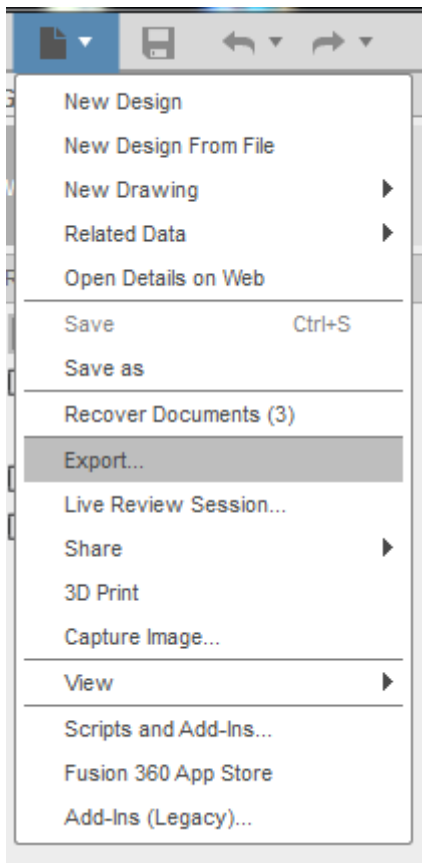 New Design
New Design From File
New Drawing
Related Data
Open Details on Web
Save Ctrl+S
Save as
Recover Documents (3)
Export...
Live Review Session...
Share
3D Print
Capture Image...
View
Scripts and Add-Ins...
Fusion 360 App Store
Add-Ins (Legacy)...